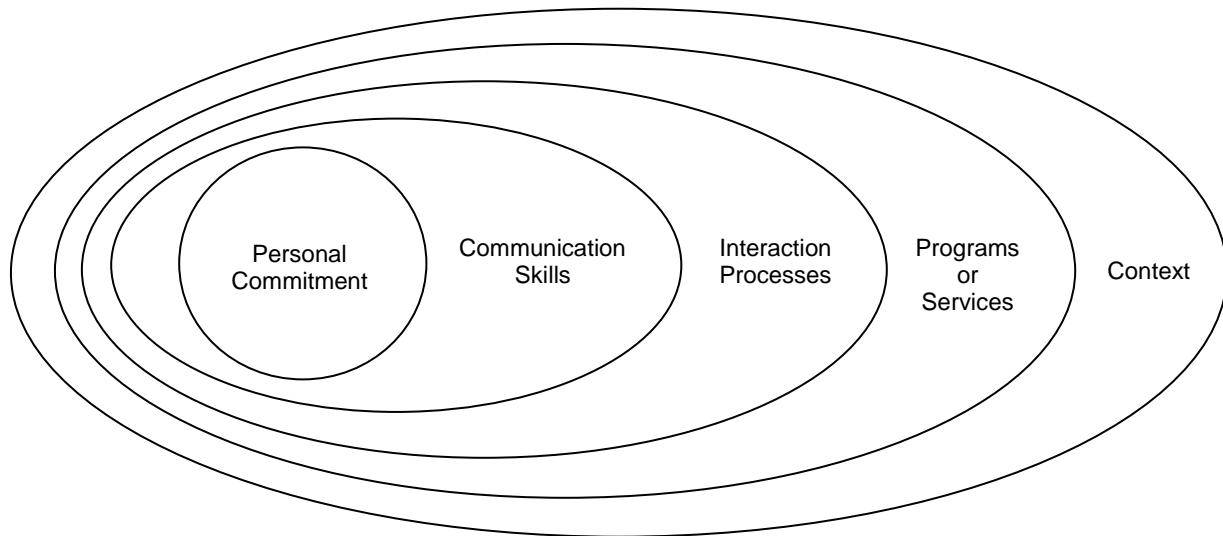 Personal
Commitment
Communication
Skills
Interaction
Processes
Programs
or
Services
Context